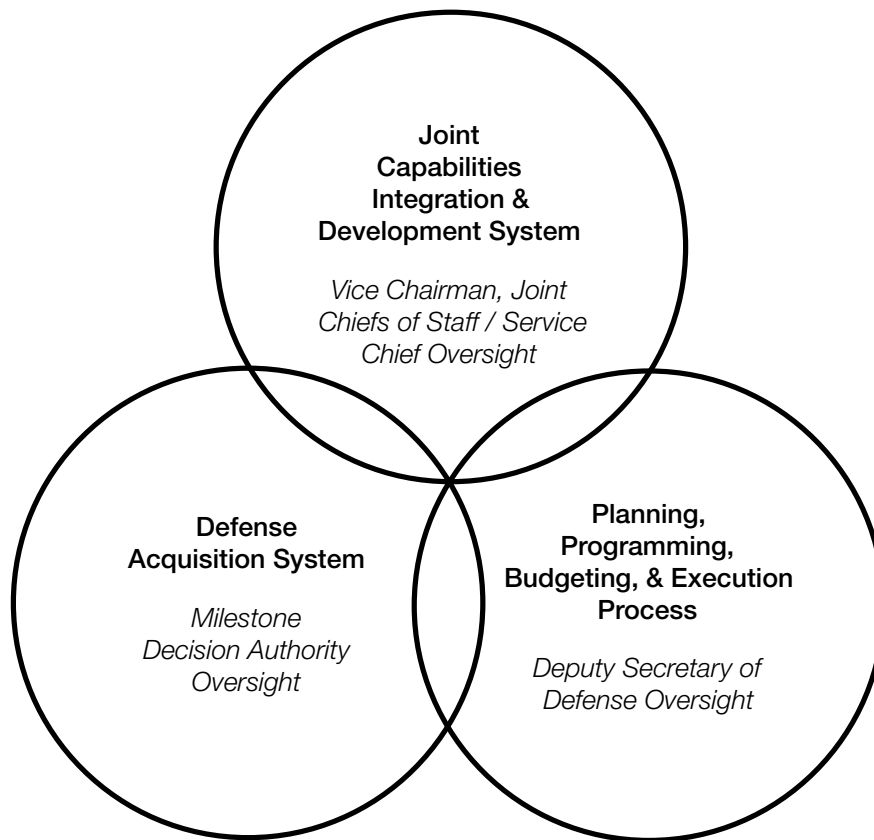 Joint
Capabilities
Integration &
Development System
Vice Chairman, Joint
Chiefs of Staff / Service
Chief Oversight
Defense
Acquisition System
Milestone
Decision Authority
Oversight
Planning,
Programming,
Budgeting, & Execution
Process
Deputy Secretary of
Defense Oversight